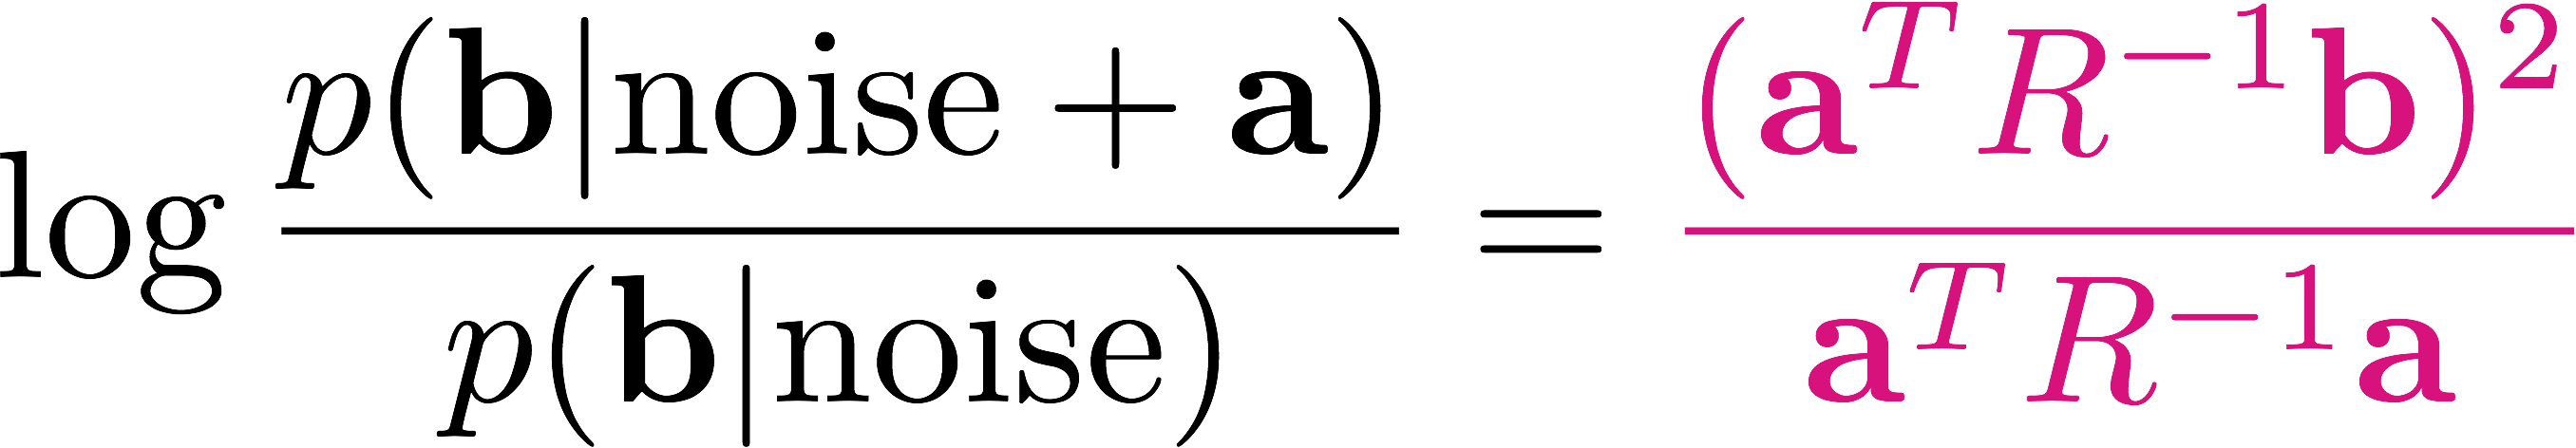 log p(b|noise + a) / p(b|noise) = (a^T R^{-1} b)^2 / a^T R^{-1} a